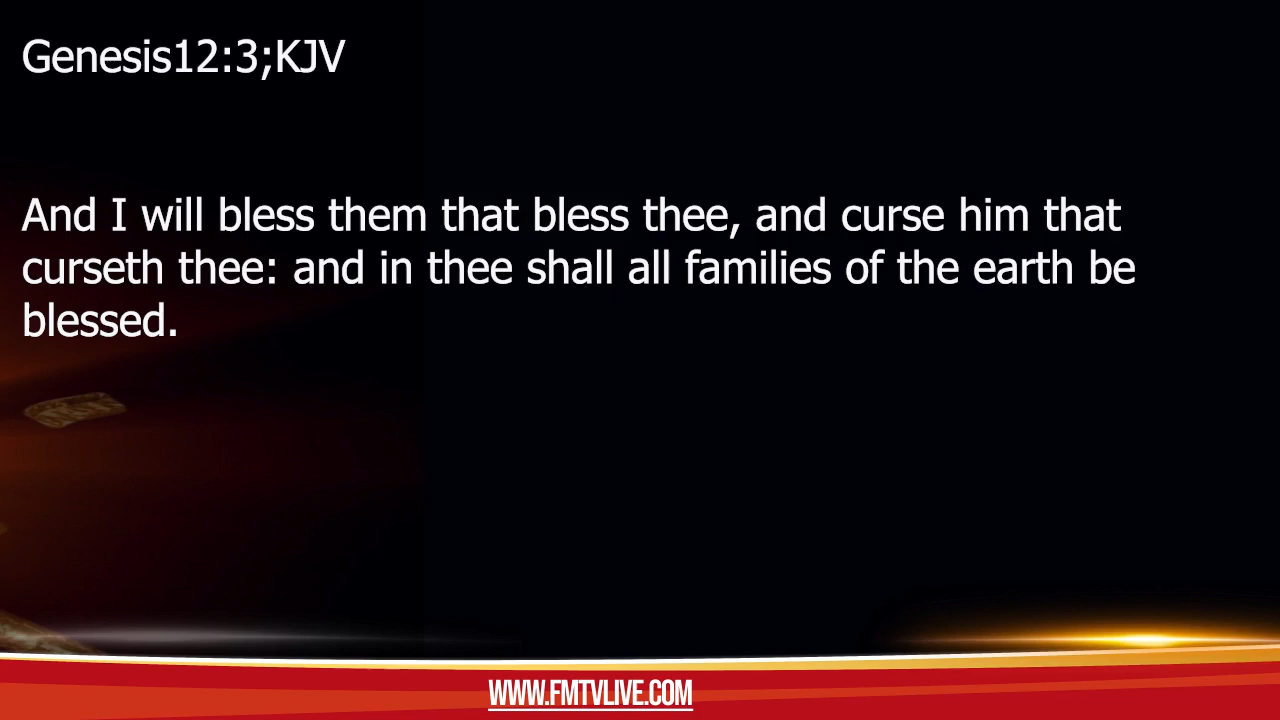 Genesis12:3;KJV
And I will bless them that bless thee, and curse him that
curseth thee: and in thee shall all families of the earth be
blessed.
WWW.FMTVLIVE.COM